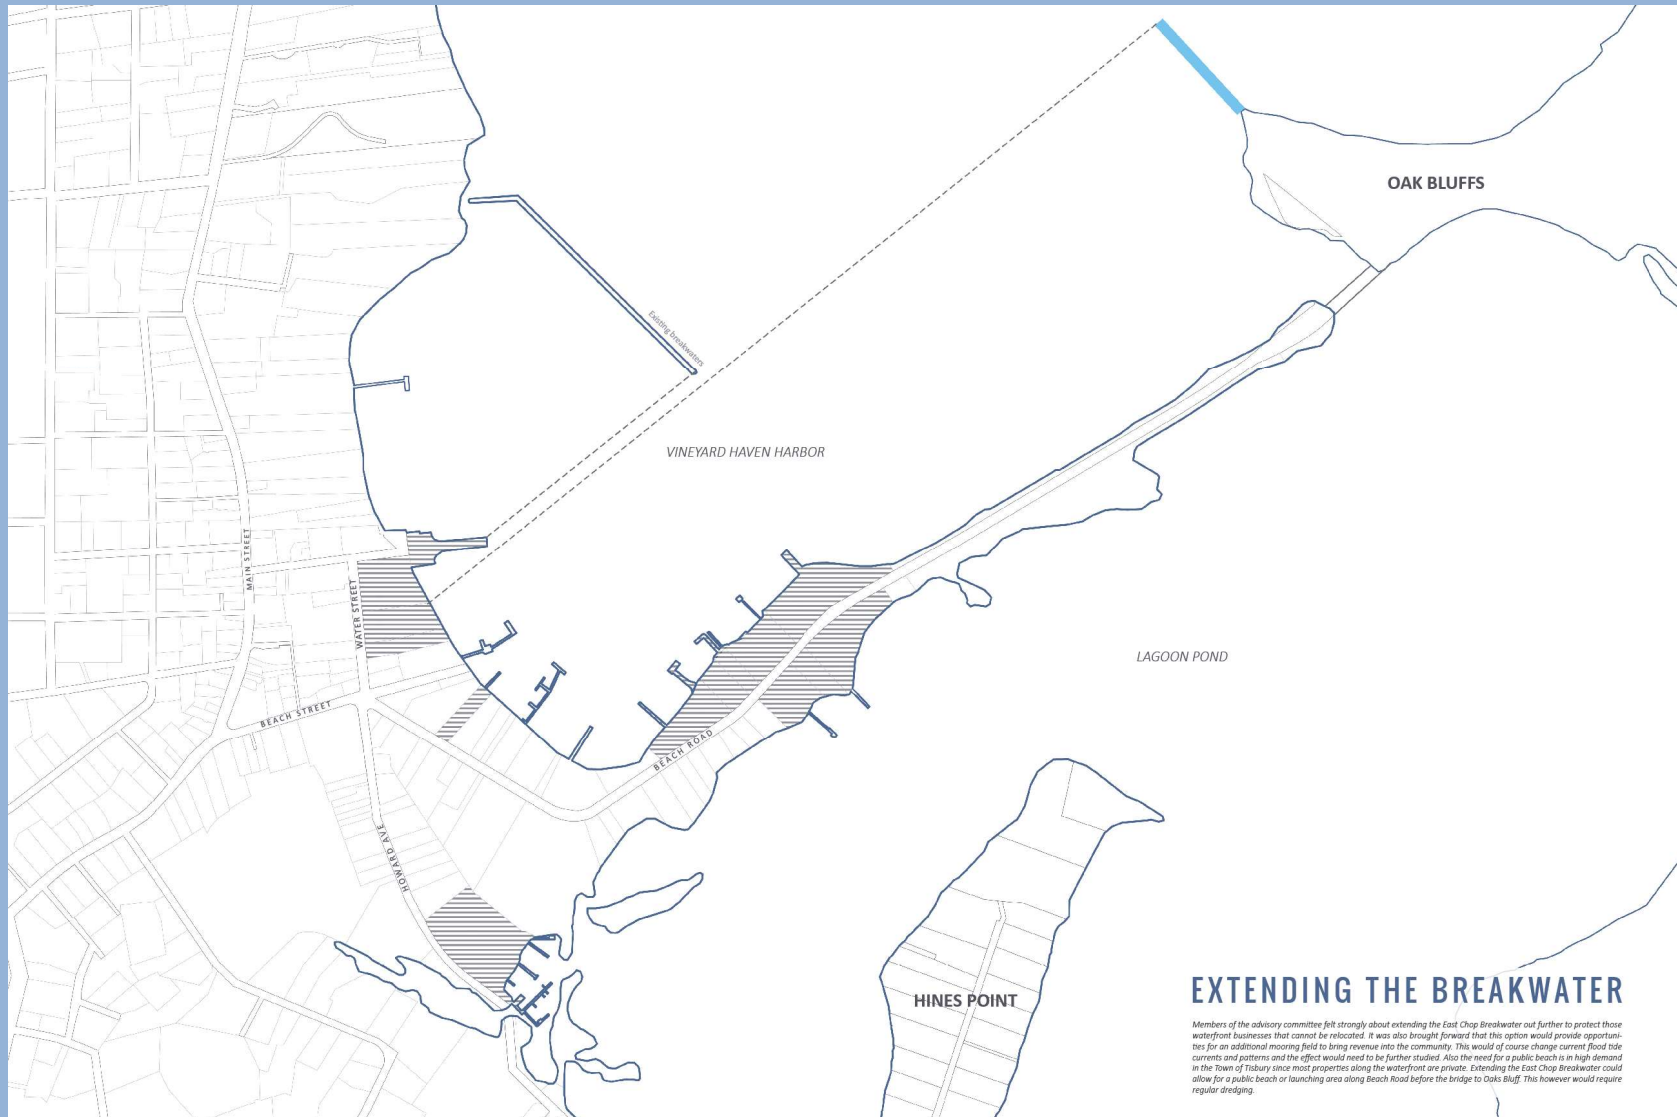 OAK BLUFFS
Existing breakwaters
VINEYARD HAVEN HARBOR
MAIN STREET
WATER STREET
LAGOON POND
BEACH STREET
BEACH ROAD
HOWARD AVE
HINES POINT
EXTENDING THE BREAKWATER
Members of the advisory committee felt strongly about extending the East Chop Breakwater out further to protect those
waterfront businesses that cannot be relocated. It was also brought forward that this option would provide opportuni-
ties for an additional mooring field to bring revenue into the community. This would of course change current flood tide
currents and patterns and the effect would need to be further studied. Also the need for a public beach is in high demand
in the Town of Tisbury since most properties along the waterfront are private. Extending the East Chop Breakwater could
allow for a public beach or launching area along Beach Road before the bridge to Oaks Bluff. This however would require
regular dredging.